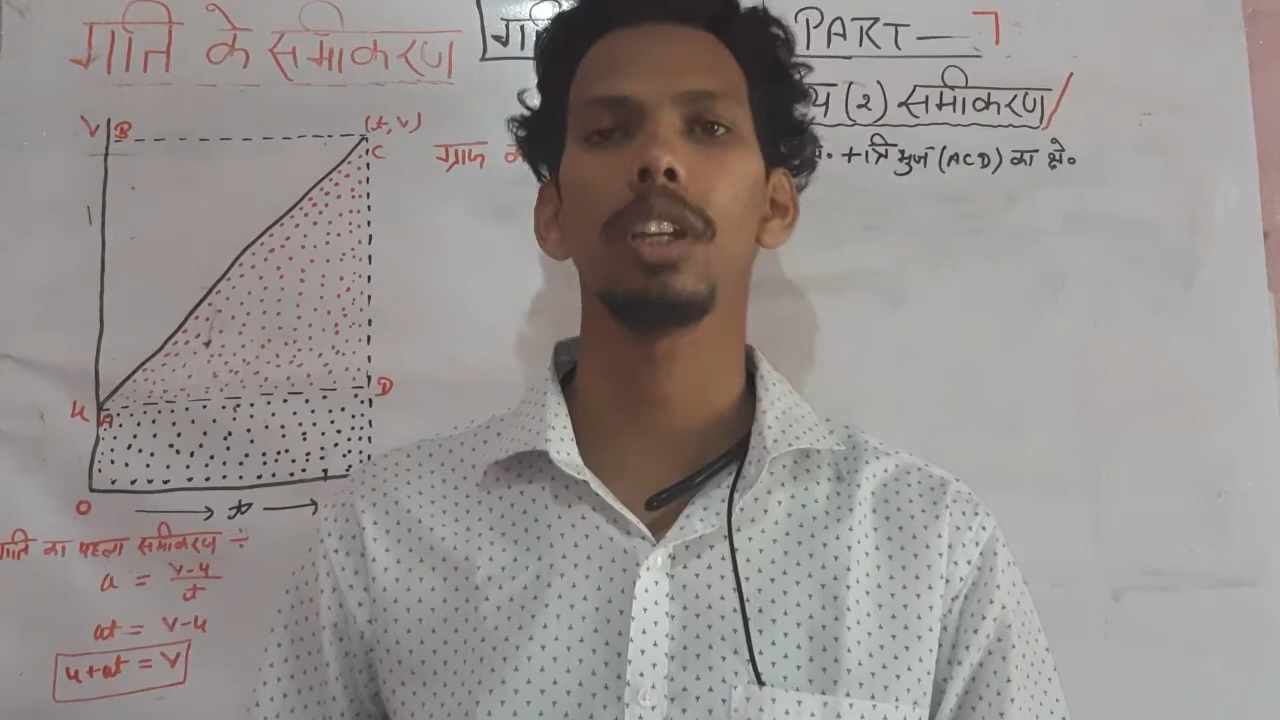 गति के समीकरण
PART - 7
(2) समीकरण
V B (t, v)
C
ग्राफ
+ त्रिभुज (ACD) का क्षे०
u A D
O → t →
गति का पहला समीकरण ÷
a = v-u/t
at = v-u
u+at = v